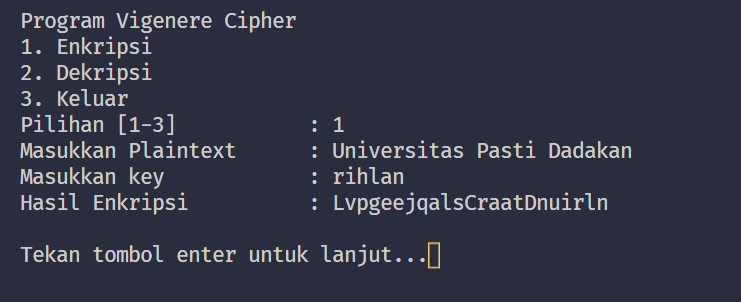 Program Vigenere Cipher
1. Enkripsi
2. Dekripsi
3. Keluar
Pilihan [1-3] : 1
Masukkan Plaintext : Universitas Pasti Dadakan
Masukkan key : rihlan
Hasil Enkripsi : LvpgeejqalsCraatDnuirln
Tekan tombol enter untuk lanjut...